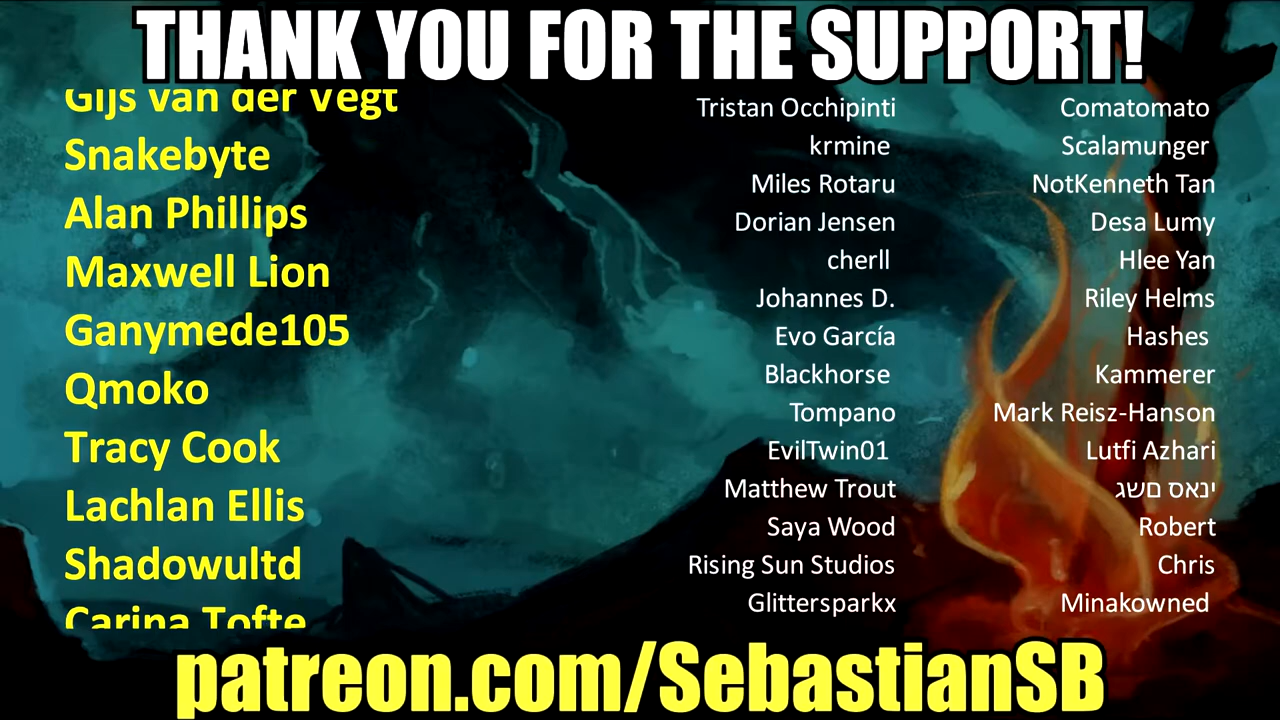 THANK YOU FOR THE SUPPORT!
Gijs van der Vegt
Snakebyte
Alan Phillips
Maxwell Lion
Ganymede105
Qmoko
Tracy Cook
Lachlan Ellis
Shadowultd
Carina Tofte
Tristan Occhipinti
krmine
Miles Rotaru
Dorian Jensen
cherll
Johannes D.
Evo García
Blackhorse
Tompano
EvilTwin01
Matthew Trout
Saya Wood
Rising Sun Studios
Glittersparkx
Comatomato
Scalamunger
NotKenneth Tan
Desa Lumy
Hlee Yan
Riley Helms
Hashes
Kammerer
Mark Reisz-Hanson
Lutfi Azhari
ינאס םשג
Robert
Chris
Minakowned
patreon.com/SebastianSB